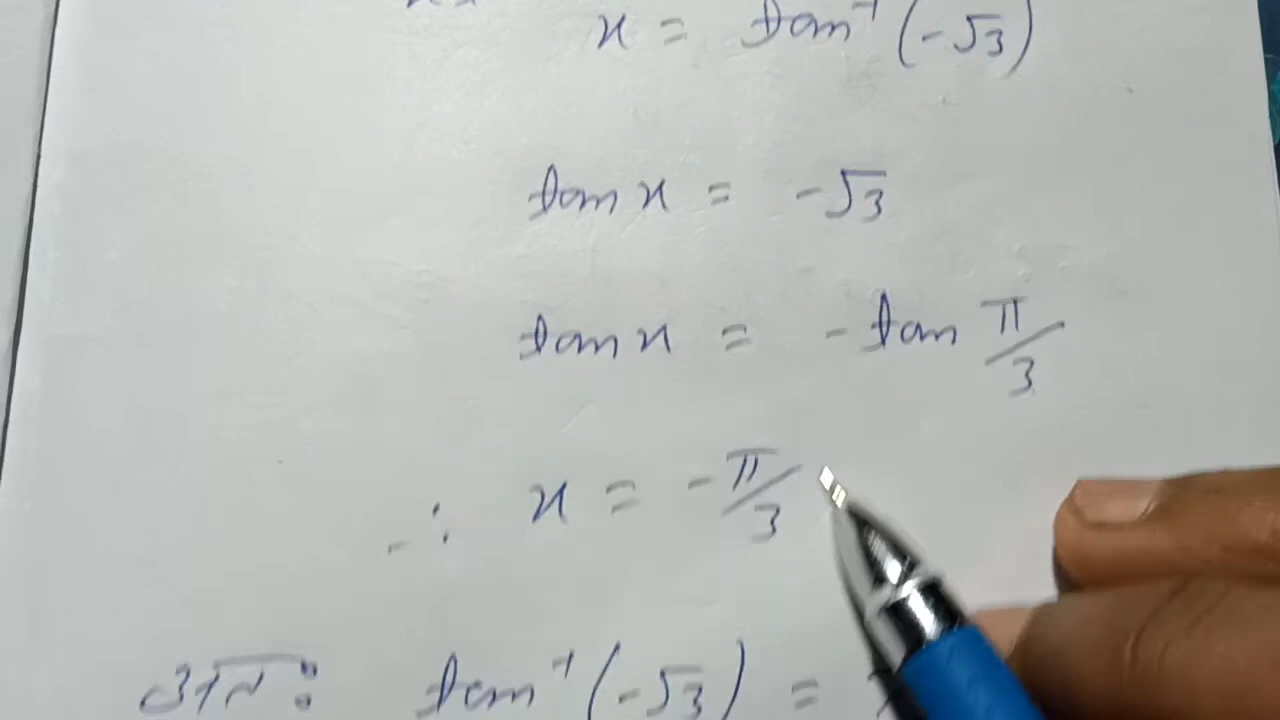 x = tan⁻¹(-√3)
tan x = -√3
tan x = -tan π/3
∴ x = -π/3
अतः tan⁻¹(-√3) =